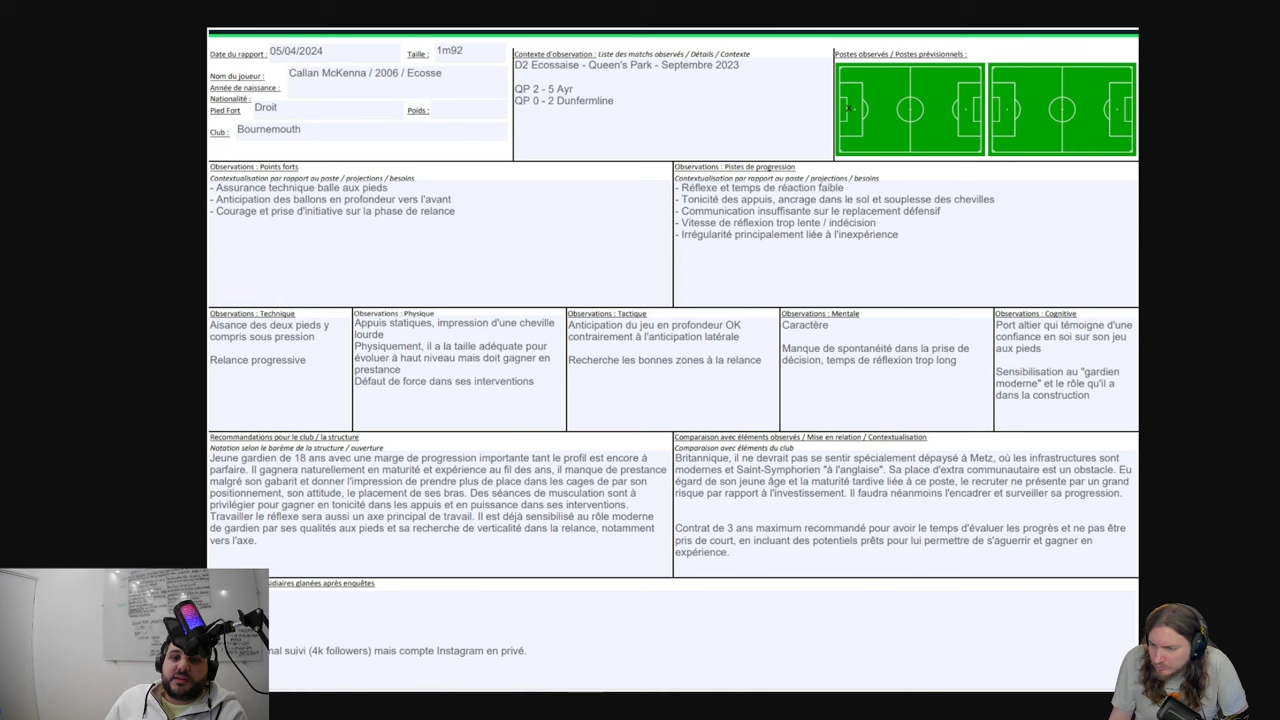 Date du rapport : 05/04/2024 Taille : 1m92
Nom du joueur : Callan McKenna / 2006 / Ecosse
Année de naissance :
Nationalité :
Pied Fort Droit Poids :
Club : Bournemouth
Contexte d'observation : Liste des matchs observés / Détails / Contexte
D2 Ecossaise - Queen's Park - Septembre 2023
QP 2 - 5 Ayr
QP 0 - 2 Dunfermline
Postes observés / Postes prévisionnels :
X
Observations : Points forts
Contextualisation par rapport au poste / projections / besoins
- Assurance technique balle aux pieds
- Anticipation des ballons en profondeur vers l'avant
- Courage et prise d'initiative sur la phase de relance
Observations : Pistes de progression
Contextualisation par rapport au poste / projections / besoins
- Réflexe et temps de réaction faible
- Tonicité des appuis, ancrage dans le sol et souplesse des chevilles
- Communication insuffisante sur le replacement défensif
- Vitesse de réflexion trop lente / indécision
- Irrégularité principalement liée à l'inexpérience
Observations : Technique
Aisance des deux pieds y
compris sous pression
Relance progressive
Observations : Physique
Appuis statiques, impression d'une cheville
lourde
Physiquement, il a la taille adéquate pour
évoluer à haut niveau mais doit gagner en
prestance
Défaut de force dans ses interventions
Observations : Tactique
Anticipation du jeu en profondeur OK
contrairement à l'anticipation latérale
Recherche les bonnes zones à la relance
Observations : Mentale
Caractère
Manque de spontanéité dans la prise de
décision, temps de réflexion trop long
Observations : Cognitive
Port altier qui témoigne d'une
confiance en soi sur son jeu
aux pieds
Sensibilisation au "gardien
moderne" et le rôle qu'il a
dans la construction
Recommandations pour le club / la structure
Notation selon le barème de la structure / ouverture
Jeune gardien de 18 ans avec une marge de progression importante tant le profil est encore à
parfaire. Il gagnera naturellement en maturité et expérience au fil des ans, il manque de prestance
malgré son gabarit et donner l'impression de prendre plus de place dans les cages de par son
positionnement, son attitude, le placement de ses bras. Des séances de musculation sont à
privilégier pour gagner en tonicité dans les appuis et en puissance dans ses interventions.
Travailler le réflexe sera aussi un axe principal de travail. Il est déjà sensibilisé au rôle moderne
de gardien par ses qualités aux pieds et sa recherche de verticalité dans la relance, notamment
vers l'axe.
Comparaison avec éléments observés / Mise en relation / Contextualisation
Comparaison avec éléments du club
Britannique, il ne devrait pas se sentir spécialement dépaysé à Metz, où les infrastructures sont
modernes et Saint-Symphorien "à l'anglaise". Sa place d'extra communautaire est un obstacle. Eu
égard de son jeune âge et la maturité tardive liée à ce poste, le recruter ne présente par un grand
risque par rapport à l'investissement. Il faudra néanmoins l'encadrer et surveiller sa progression.
Contrat de 3 ans maximum recommandé pour avoir le temps d'évaluer les progrès et ne pas être
pris de court, en incluant des potentiels prêts pour lui permettre de s'aguerrir et gagner en
expérience.
sidiaires glanées après enquêtes
mal suivi (4k followers) mais compte Instagram en privé.